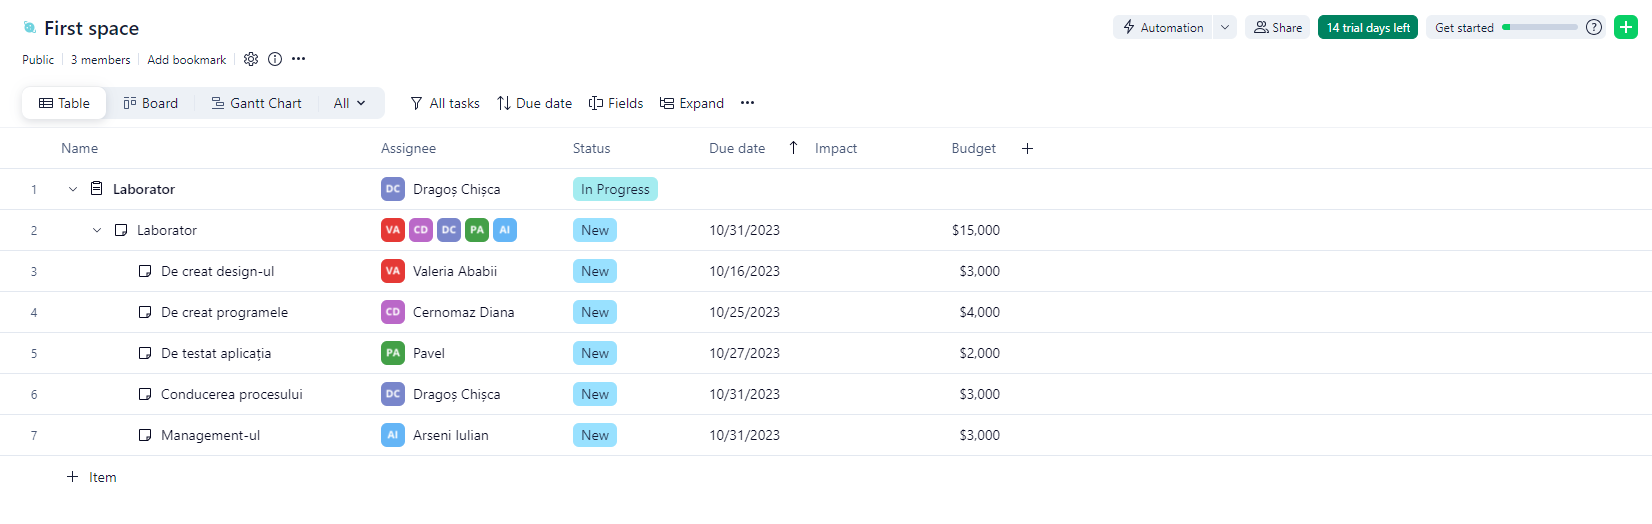 First space
Automation Share 14 trial days left Get started ?
Public 3 members Add bookmark
Table Board Gantt Chart All All tasks Due date Fields Expand
Name Assignee Status Due date Impact Budget
1 Laborator DC Dragoș Chișca In Progress
2 Laborator VA CD DC PA AI New 10/31/2023 $15,000
3 De creat design-ul VA Valeria Ababii New 10/16/2023 $3,000
4 De creat programele CD Cernomaz Diana New 10/25/2023 $4,000
5 De testat aplicația PA Pavel New 10/27/2023 $2,000
6 Conducerea procesului DC Dragoș Chișca New 10/31/2023 $3,000
7 Management-ul AI Arseni Iulian New 10/31/2023 $3,000
Item